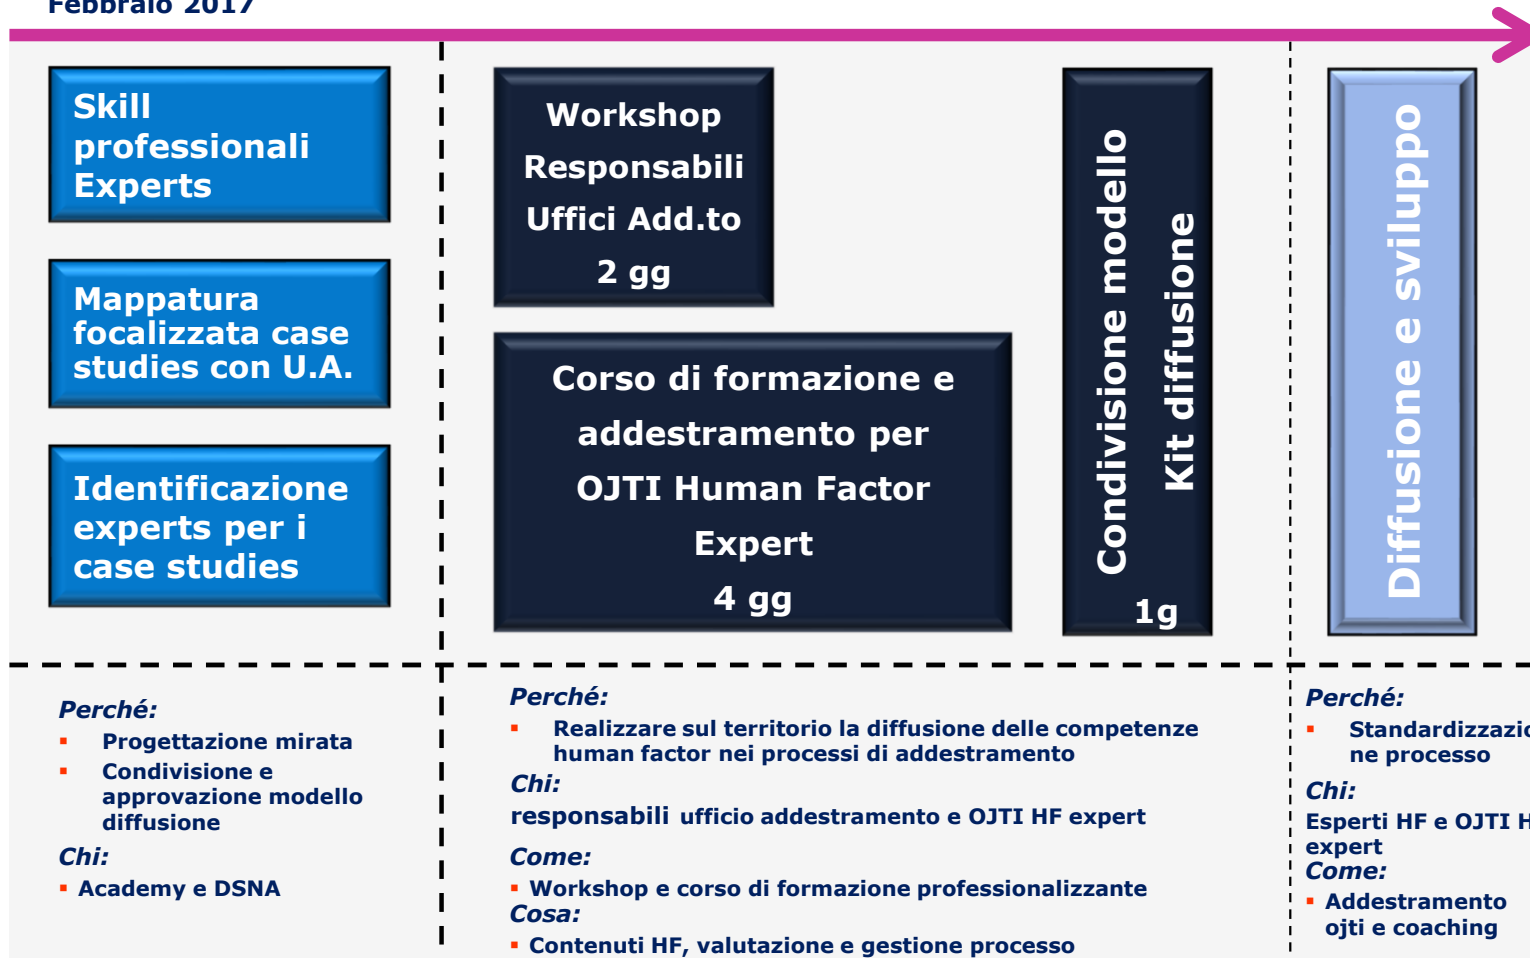 Febbraio 2017
Skill
professionali
Experts
Mappatura
focalizzata case
studies con U.A.
Identificazione
experts per i
case studies
Workshop
Responsabili
Uffici Add.to
2 gg
Corso di formazione e
addestramento per
OJTI Human Factor
Expert
4 gg
Condivisione modello
Kit diffusione
1g
Diffusione e sviluppo
Perché:
▪ Progettazione mirata
▪ Condivisione e
approvazione modello
diffusione
Chi:
▪ Academy e DSNA
Perché:
▪ Realizzare sul territorio la diffusione delle competenze
human factor nei processi di addestramento
Chi:
responsabili ufficio addestramento e OJTI HF expert
Come:
▪ Workshop e corso di formazione professionalizzante
Cosa:
▪ Contenuti HF, valutazione e gestione processo
Perché:
▪ Standardizzazio
ne processo
Chi:
Esperti HF e OJTI H
expert
Come:
▪ Addestramento
ojti e coaching